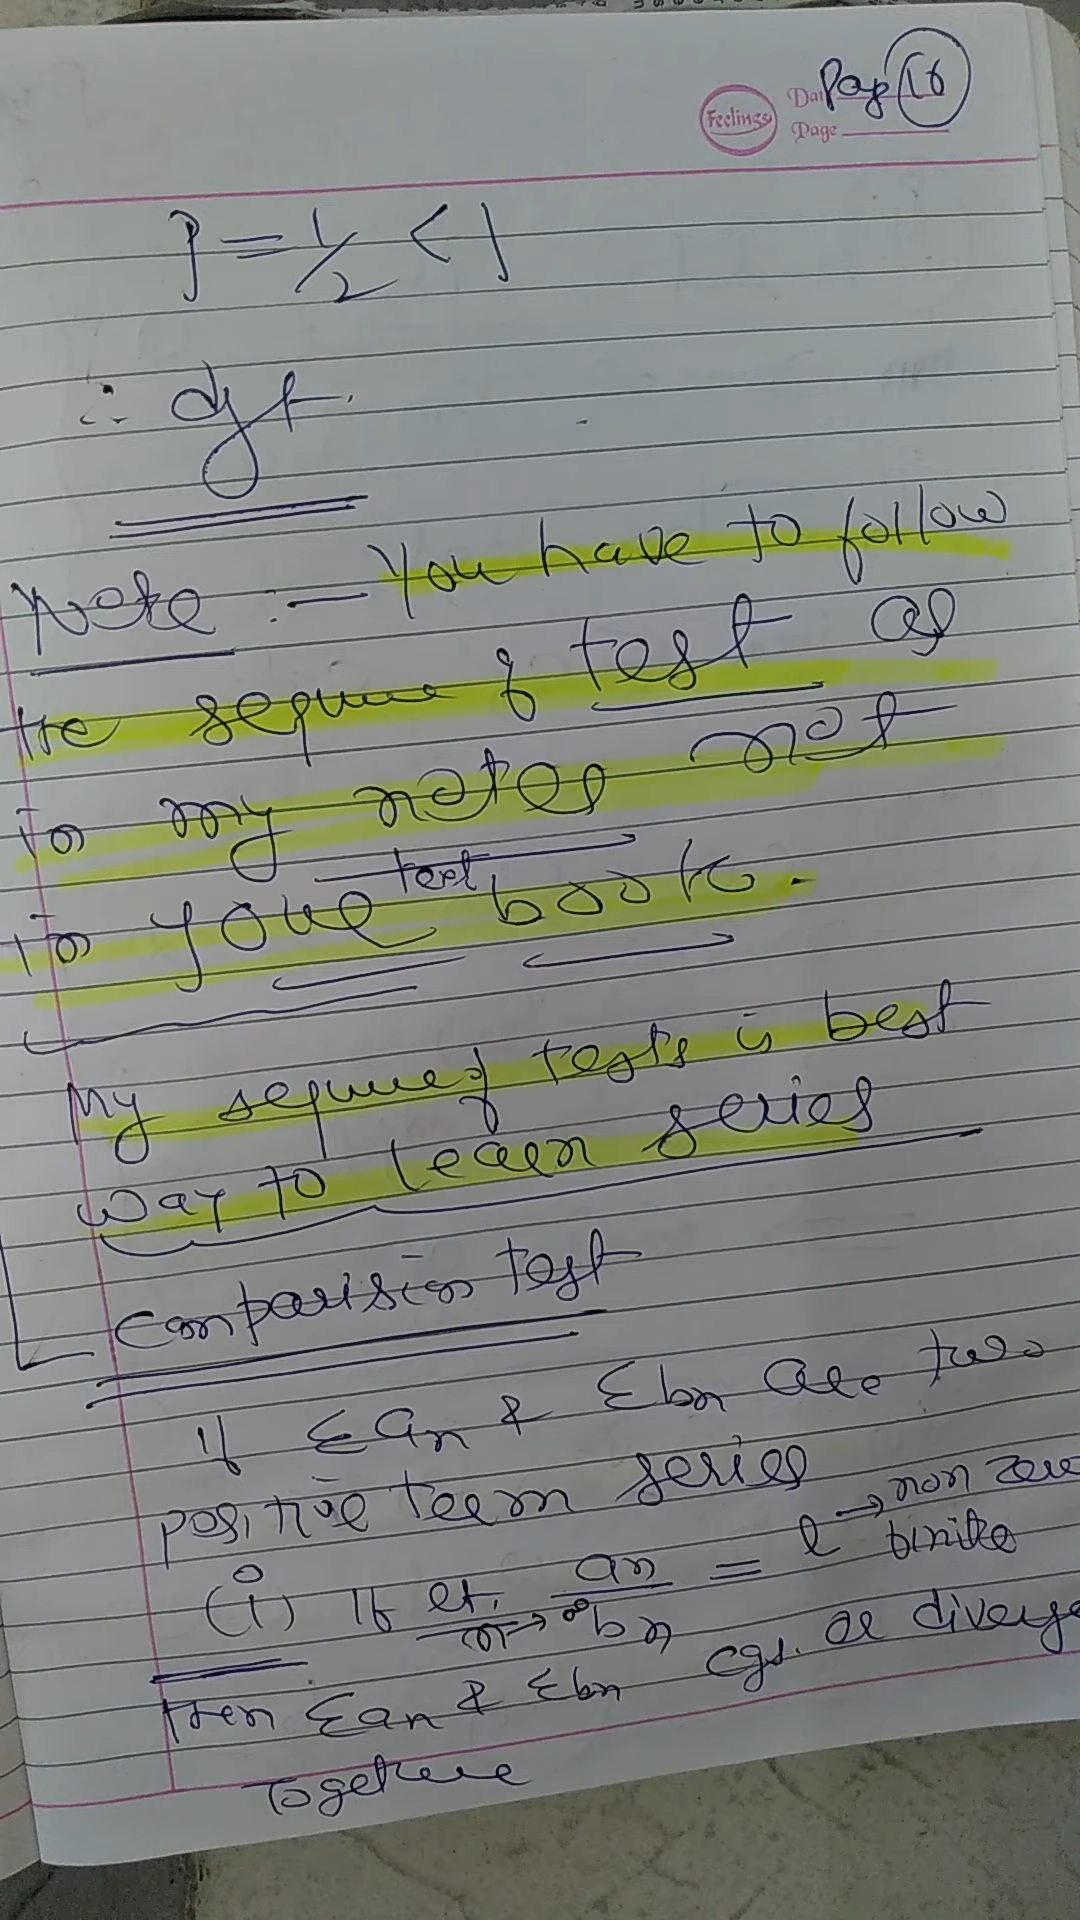 Feelings
Date Page 16
Page
P = 1/2 < 1
∴ dgt.
Note :- You have to follow
the sequence of test as
in my notes not
in your text book.
My sequence of tests is best
way to learn series
Comparision Test
If Σan & Σbn are two
positive term series
(i) If lt. n→∞ an/bn = l → non zero finite
then Σan & Σbn cgs. or diverge
together